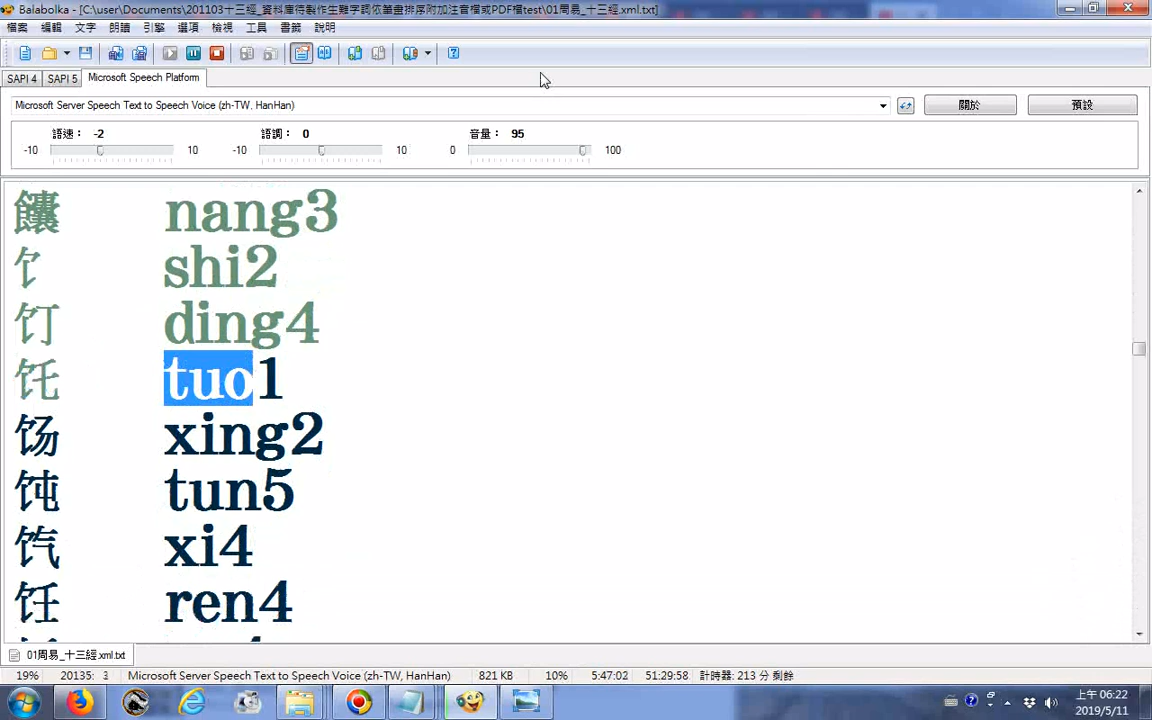 Balabolka - [C:\user\Documents\201103十三經_資料庫待製作生難字詞依筆畫排序附加注音檔或PDF檔test\01周易_十三經.xml.txt]
檔案 編輯 文字 朗讀 引擎 選項 檢視 工具 書籤 說明
SAPI 4 SAPI 5 Microsoft Speech Platform
Microsoft Server Speech Text to Speech Voice (zh-TW, HanHan) 關於 預設
語速： -2 語調： 0 音量： 95
-10 10 -10 10 0 100
饢 nang3
饣 shi2
饤 ding4
饦 tuo1
饧 xing2
饨 tun5
饩 xi4
饪 ren4
01周易_十三經.xml.txt
19% 20135: 3 Microsoft Server Speech Text to Speech Voice (zh-TW, HanHan) 821 KB 10% 5:47:02 51:29:58 計時器: 213 分 剩餘
上午 06:22
2019/5/11